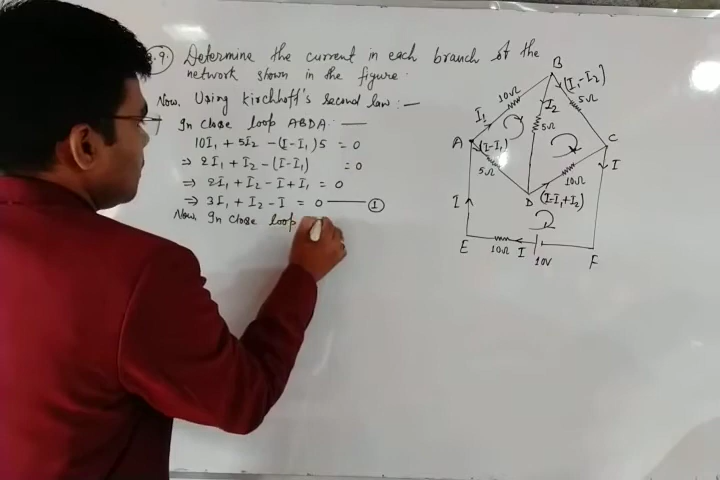 3.9. Determine the current in each branch of the
network shown in the figure.
Now, Using Kirchhoff's second law:—
In close loop ABDA:—
10I₁ + 5I₂ - (I-I₁)5 = 0
⇒ 2I₁ + I₂ - (I-I₁) = 0
⇒ 2I₁ + I₂ - I + I₁ = 0
⇒ 3I₁ + I₂ - I = 0 —— ①
Now, In close loop
B
(I₁-I₂)
10Ω
5Ω
I₁
I₂
5Ω
A
(I-I₁)
C
5Ω
10Ω
I
D
(I-I₁+I₂)
I
E
10Ω
I
10V
F